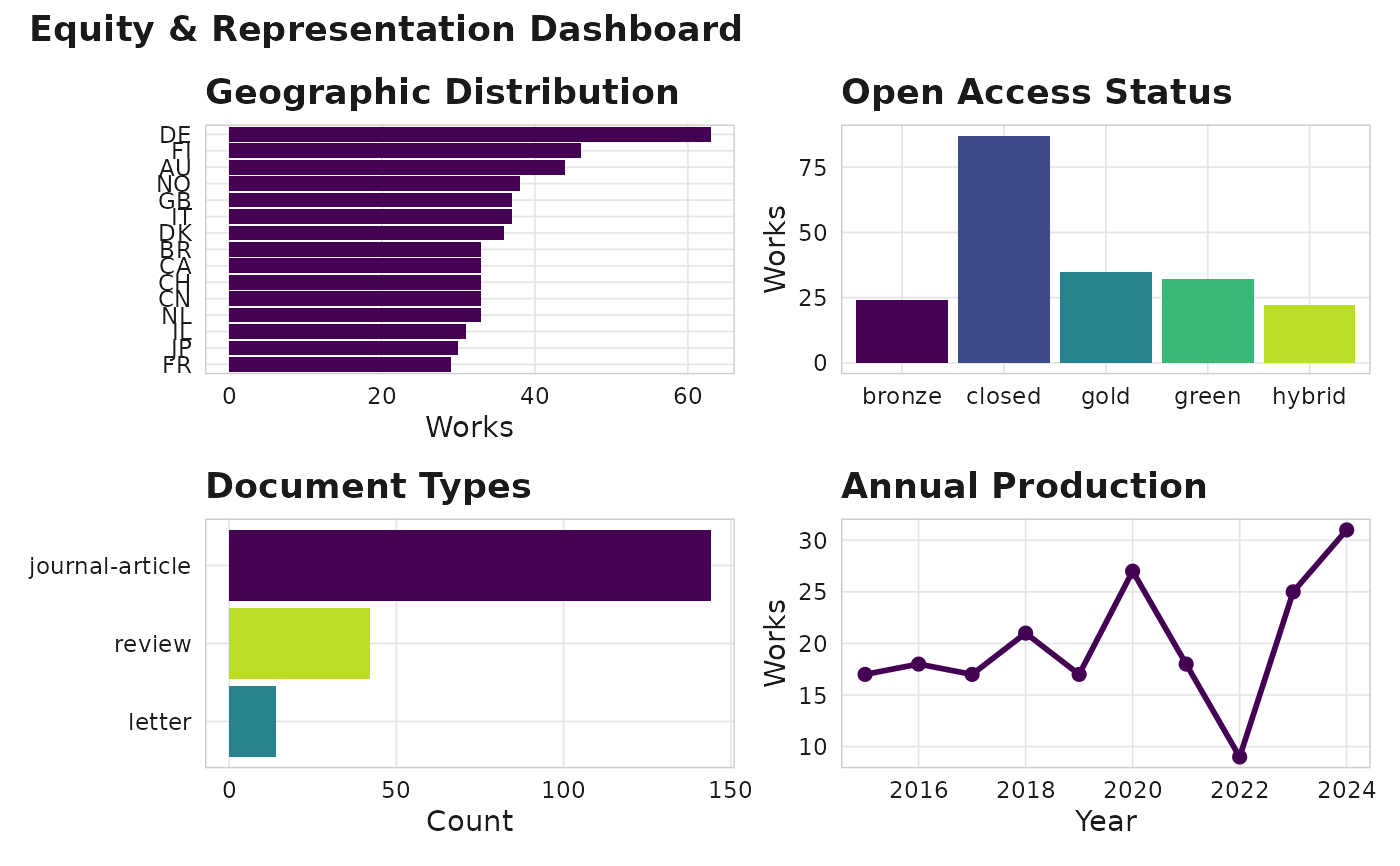 Equity & Representation Dashboard
Geographic Distribution
DE
FI
AU
NO
GB
IT
DK
BR
CA
CH
CN
NL
IL
JP
FR
0 20 40 60
Works
Open Access Status
Works
75
50
25
0
bronze closed gold green hybrid
Document Types
journal-article
review
letter
0 50 100 150
Count
Annual Production
Works
30
25
20
15
10
2016 2018 2020 2022 2024
Year